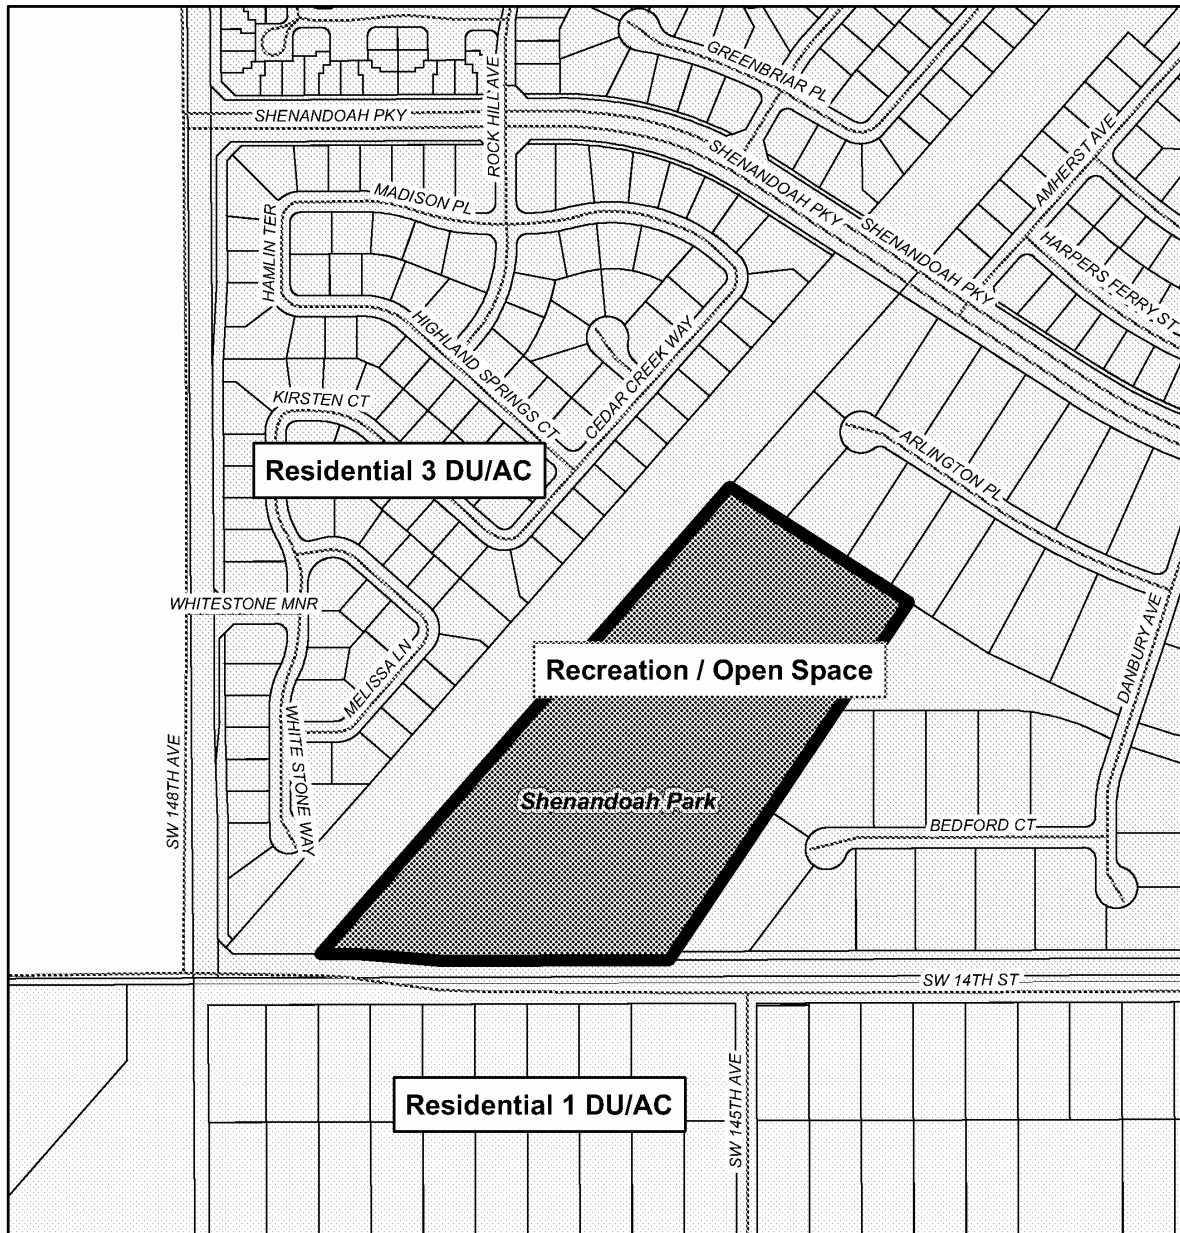 GREENBRIAR PL
SHENANDOAH PKY
ROCK HILL AVE
SHENANDOAH PKY
AMHERST AVE
MADISON PL
HAMLIN TER
SHENANDOAH PKY
HARPERS FERRY ST
HIGHLAND SPRINGS CT
CEDAR CREEK WAY
KIRSTEN CT
ARLINGTON PL
Residential 3 DU/AC
WHITESTONE MNR
DANBURY AVE
MELISSA LN
Recreation / Open Space
WHITE STONE WAY
SW 148TH AVE
Shenandoah Park
BEDFORD CT
SW 14TH ST
Residential 1 DU/AC
SW 145TH AVE